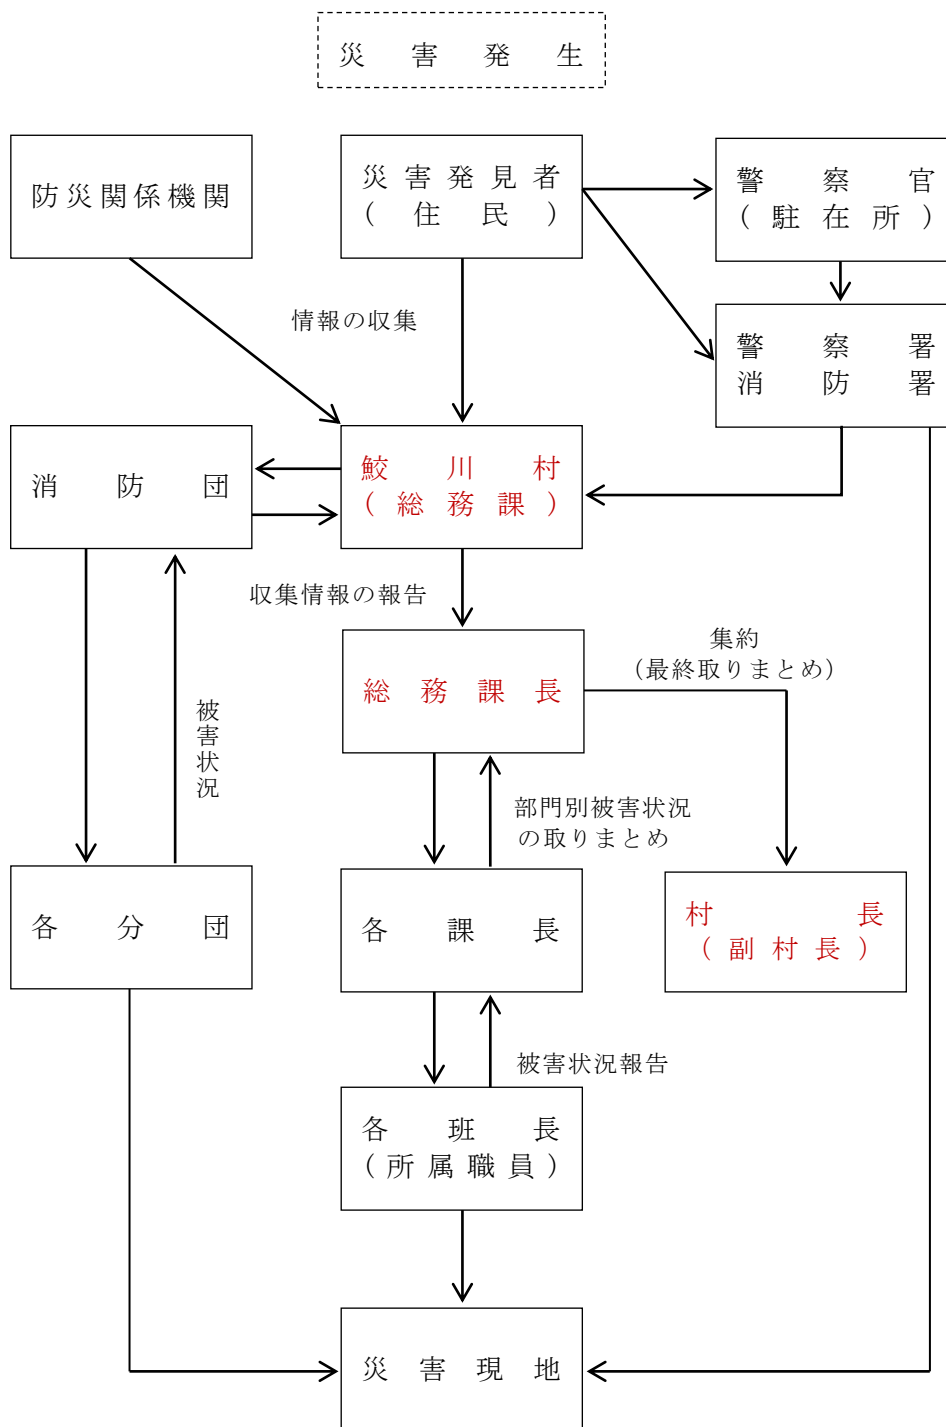 災害発生
防災関係機関
災害発見者
(住民)
警察官
(駐在所)
情報の収集
警察署
消防署
消防団
鮫川村
(総務課)
収集情報の報告
集約
(最終取りまとめ)
総務課長
被害状況
部門別被害状況
の取りまとめ
各分団
各課長
村長
(副村長)
被害状況報告
各班長
(所属職員)
災害現地